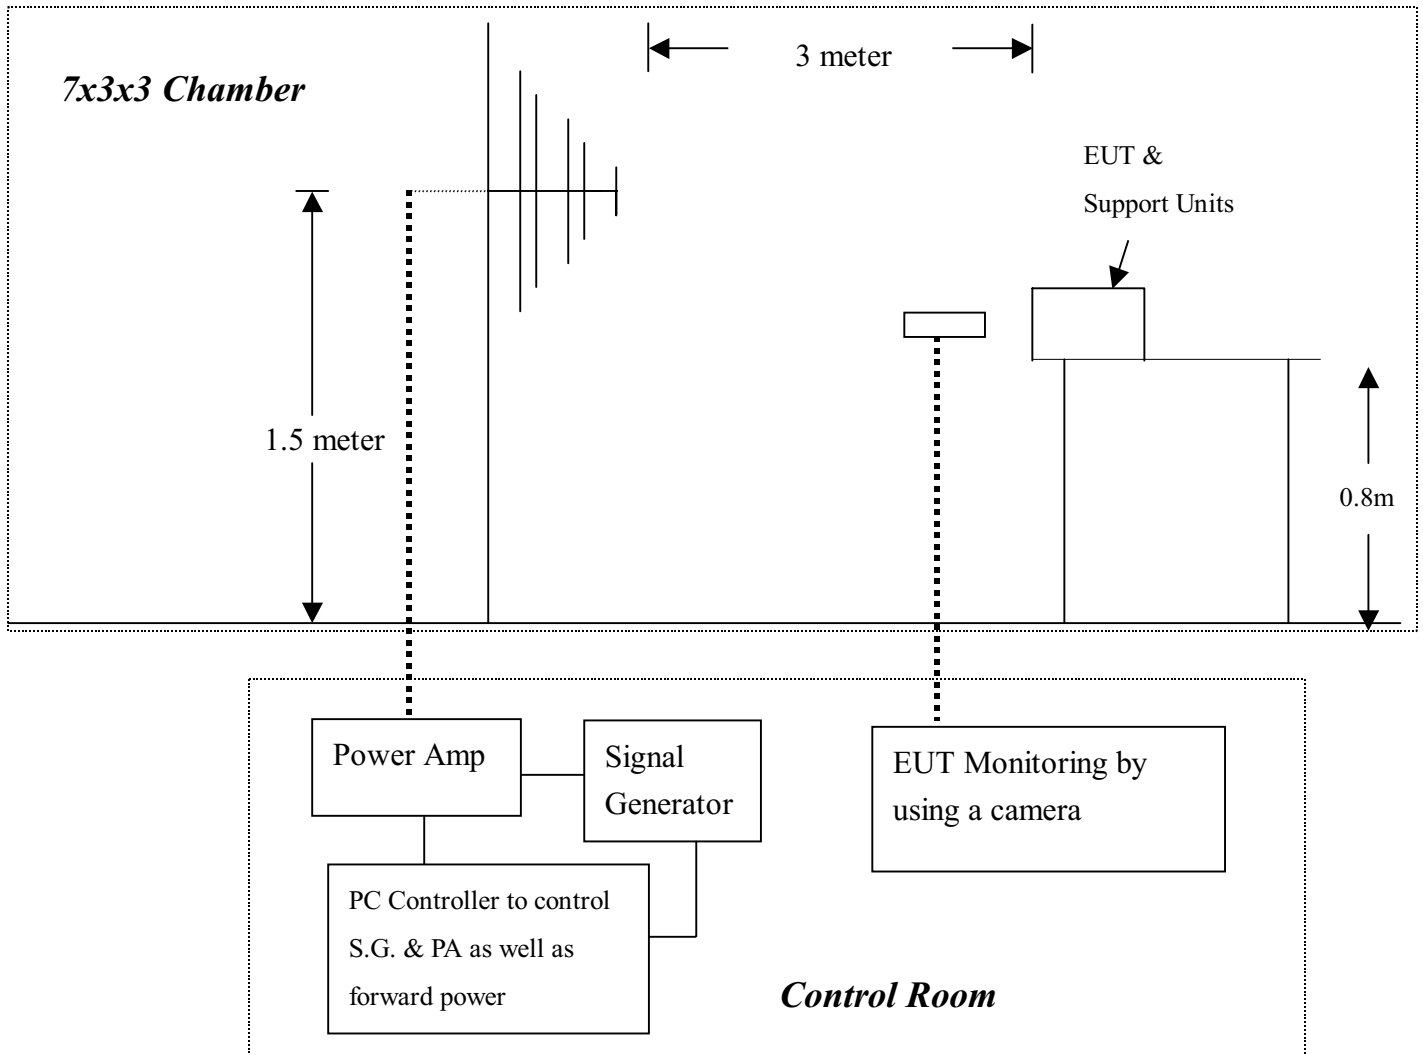 3 meter
7x3x3 Chamber
EUT &
Support Units
1.5 meter
0.8m
Power Amp
Signal
Generator
EUT Monitoring by
using a camera
PC Controller to control
S.G. & PA as well as
forward power
Control Room